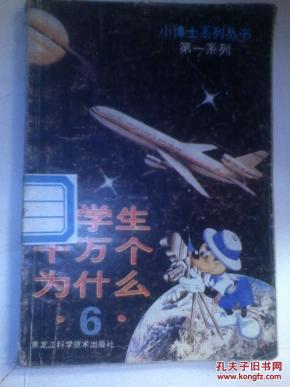 小博士系列丛书
第一系列
学生
十万个
为什么
·6·
黑龙江科学技术出版社
孔夫子旧书网